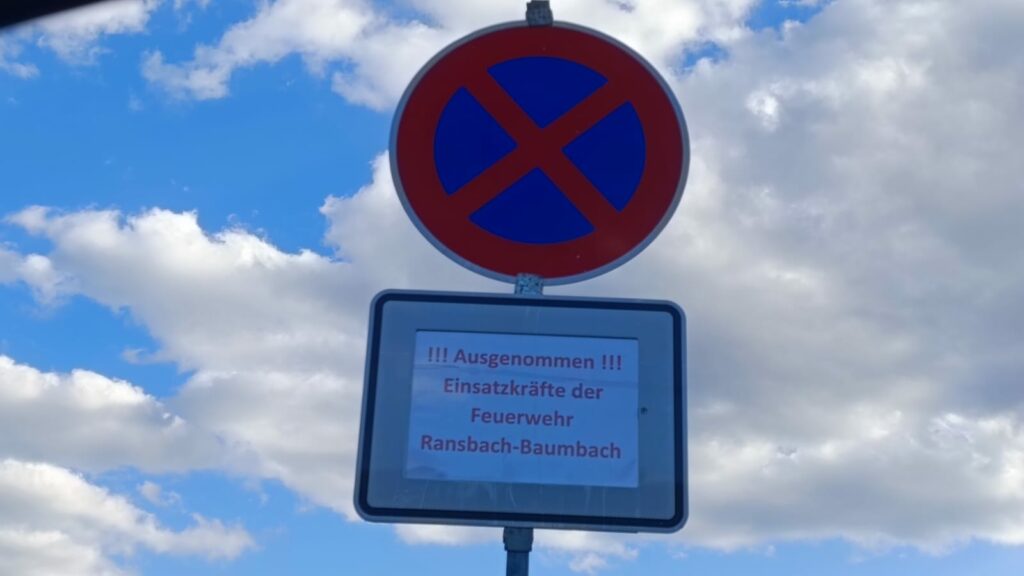 !!! Ausgenommen !!!
Einsatzkräfte der
Feuerwehr
Ransbach-Baumbach